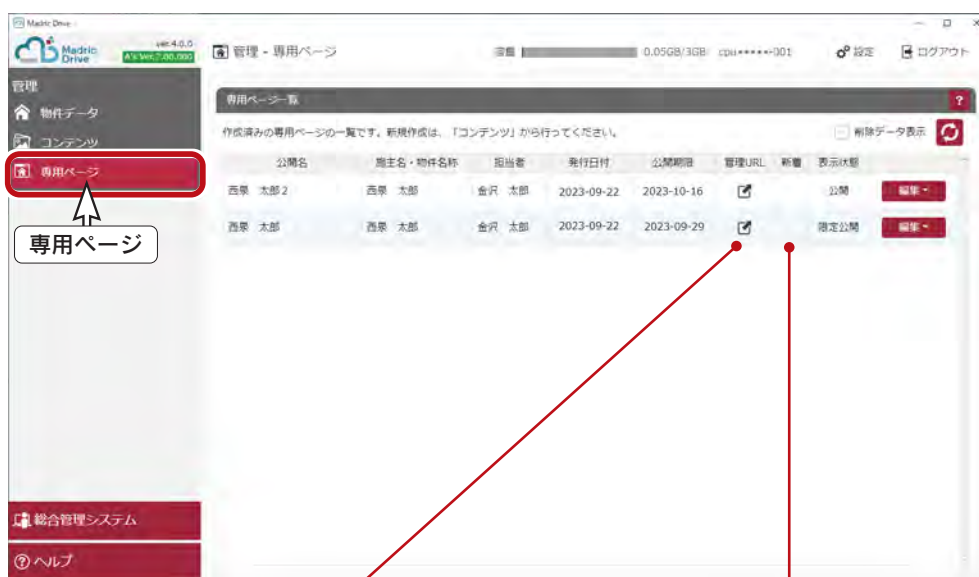 Madric Drive
Madric
Drive
ver.4.0.0
A's Ver.7.00.000
管理 - 専用ページ
容量
0.05GB/3GB
cpu*****-001
設定
ログアウト
管理
物件データ
コンテンツ
専用ページ
専用ページ
専用ページ一覧
?
作成済みの専用ページの一覧です。新規作成は、「コンテンツ」から行ってください。
削除データ表示
公開名 施主名・物件名称 担当者 発行日付 公開期限 管理URL 新着 表示状態
西泉 太郎2 西泉 太郎 金沢 太郎 2023-09-22 2023-10-16 公開 編集
西泉 太郎 西泉 太郎 金沢 太郎 2023-09-22 2023-09-29 限定公開 編集
総合管理システム
ヘルプ